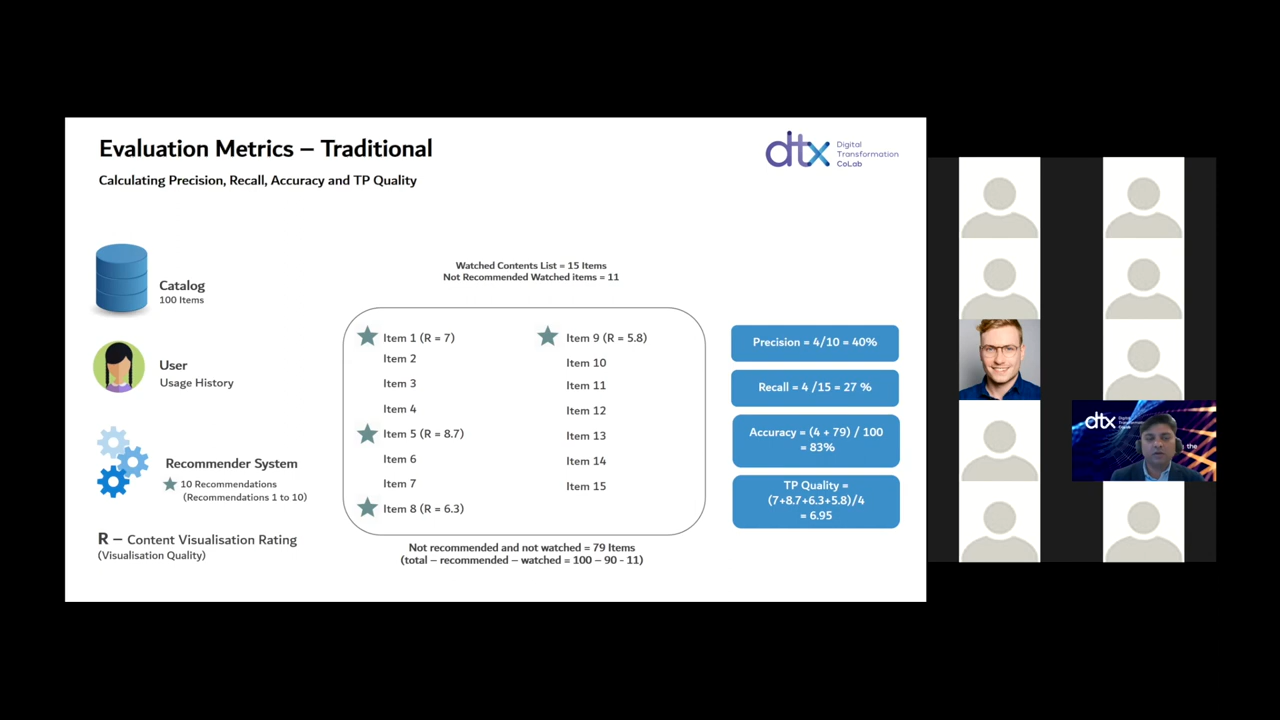 Evaluation Metrics – Traditional
Calculating Precision, Recall, Accuracy and TP Quality
dtx Digital
Transformation
CoLab
Catalog
100 Items
User
Usage History
Recommender System
10 Recommendations
(Recommendations 1 to 10)
R – Content Visualisation Rating
(Visualisation Quality)
Watched Contents List = 15 Items
Not Recommended Watched items = 11
Item 1 (R = 7)
Item 2
Item 3
Item 4
Item 5 (R = 8.7)
Item 6
Item 7
Item 8 (R = 6.3)
Item 9 (R = 5.8)
Item 10
Item 11
Item 12
Item 13
Item 14
Item 15
Not recommended and not watched = 79 Items
(total – recommended – watched = 100 – 90 - 11)
Precision = 4/10 = 40%
Recall = 4 /15 = 27 %
Accuracy = (4 + 79) / 100
= 83%
TP Quality =
(7+8.7+6.3+5.8)/4
= 6.95
dtx Digital
Transformation
CoLab
the